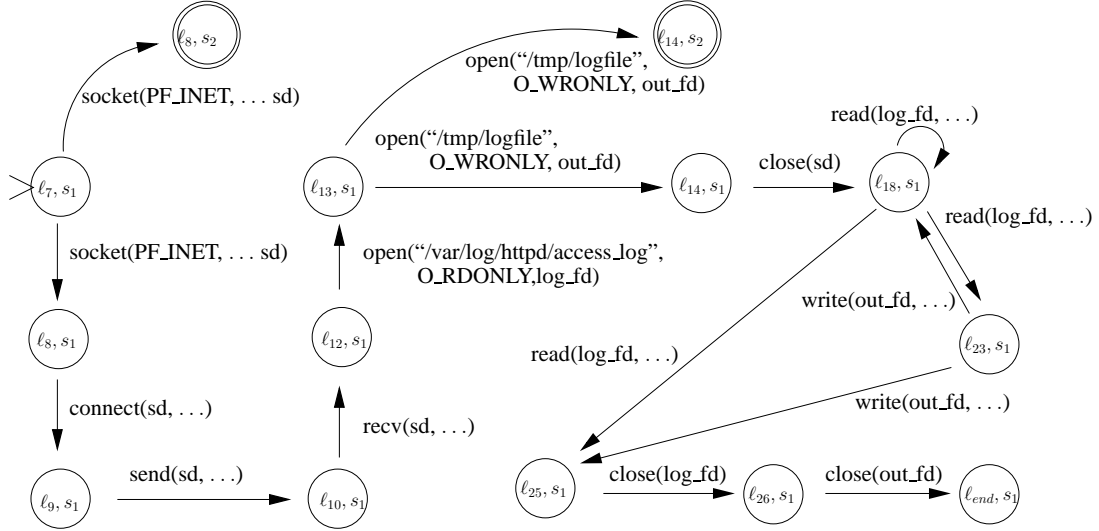 ℓ8, s2
ℓ14, s2
socket(PF_INET, . . . sd)
open(“/tmp/logfile”,
O_WRONLY, out_fd)
read(log_fd, . . .)
open(“/tmp/logfile”,
O_WRONLY, out_fd)
close(sd)
ℓ7, s1
ℓ13, s1
ℓ14, s1
ℓ18, s1
read(log_fd, . . .)
socket(PF_INET, . . . sd)
open(“/var/log/httpd/access_log”,
O_RDONLY,log_fd)
write(out_fd, . . .)
ℓ8, s1
ℓ12, s1
ℓ23, s1
read(log_fd, . . .)
connect(sd, . . .)
recv(sd, . . .)
write(out_fd, . . .)
send(sd, . . .)
close(log_fd)
close(out_fd)
ℓ9, s1
ℓ10, s1
ℓ25, s1
ℓ26, s1
ℓend, s1